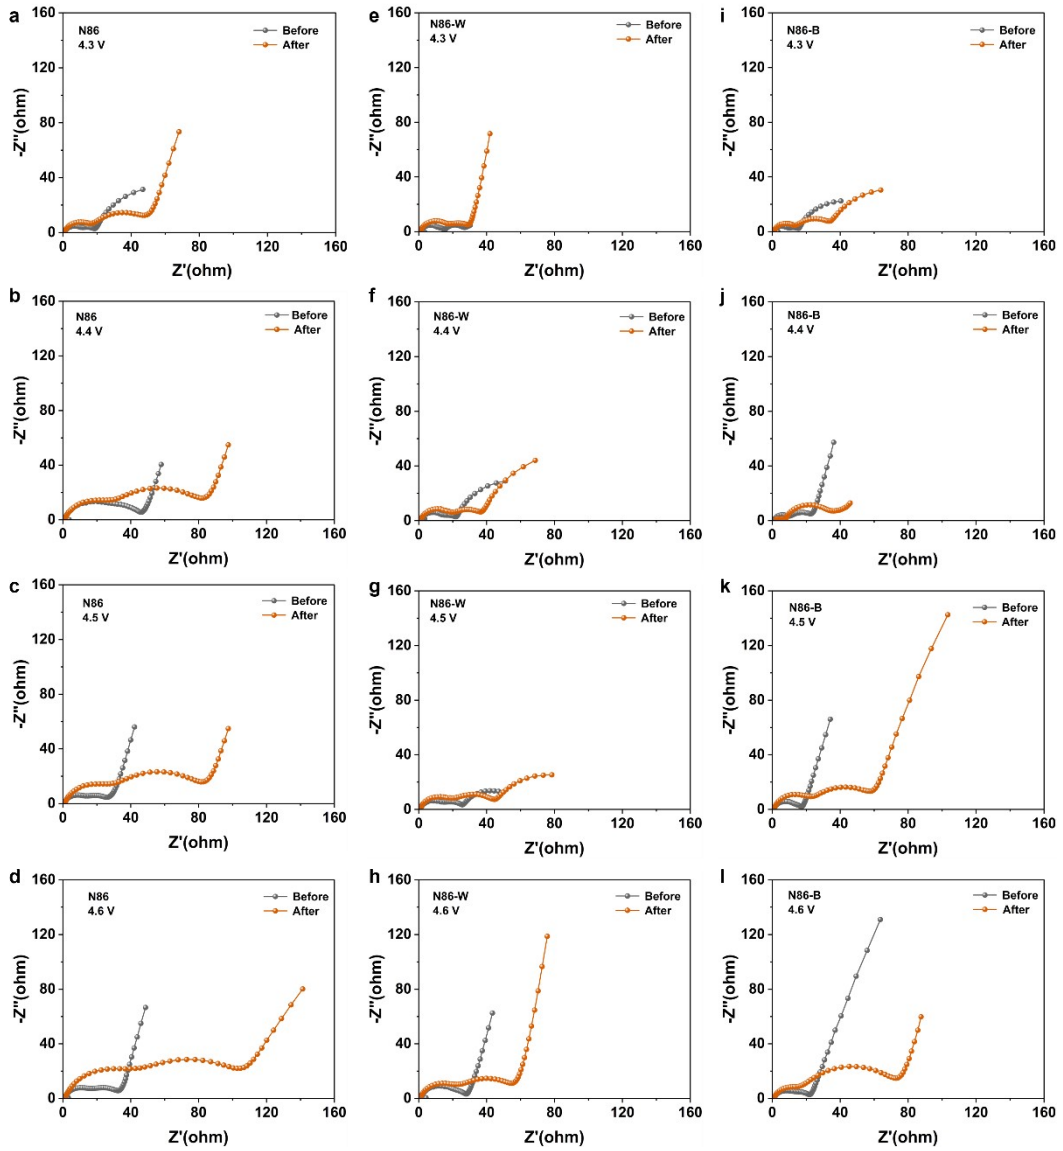 a
N86
4.3 V
Before
After
160
120
80
40
0
-Z''(ohm)
0 40 80 120 160
Z'(ohm)
e
N86-W
4.3 V
Before
After
160
120
80
40
0
-Z''(ohm)
0 40 80 120 160
Z'(ohm)
i
N86-B
4.3 V
Before
After
160
120
80
40
0
-Z''(ohm)
0 40 80 120 160
Z'(ohm)
b
N86
4.4 V
Before
After
160
120
80
40
0
-Z''(ohm)
0 40 80 120 160
Z'(ohm)
f
N86-W
4.4 V
Before
After
160
120
80
40
0
-Z''(ohm)
0 40 80 120 160
Z'(ohm)
j
N86-B
4.4 V
Before
After
160
120
80
40
0
-Z''(ohm)
0 40 80 120 160
Z'(ohm)
c
N86
4.5 V
Before
After
160
120
80
40
0
-Z''(ohm)
0 40 80 120 160
Z'(ohm)
g
N86-W
4.5 V
Before
After
160
120
80
40
0
-Z''(ohm)
0 40 80 120 160
Z'(ohm)
k
N86-B
4.5 V
Before
After
160
120
80
40
0
-Z''(ohm)
0 40 80 120 160
Z'(ohm)
d
N86
4.6 V
Before
After
160
120
80
40
0
-Z''(ohm)
0 40 80 120 160
Z'(ohm)
h
N86-W
4.6 V
Before
After
160
120
80
40
0
-Z''(ohm)
0 40 80 120 160
Z'(ohm)
l
N86-B
4.6 V
Before
After
160
120
80
40
0
-Z''(ohm)
0 40 80 120 160
Z'(ohm)